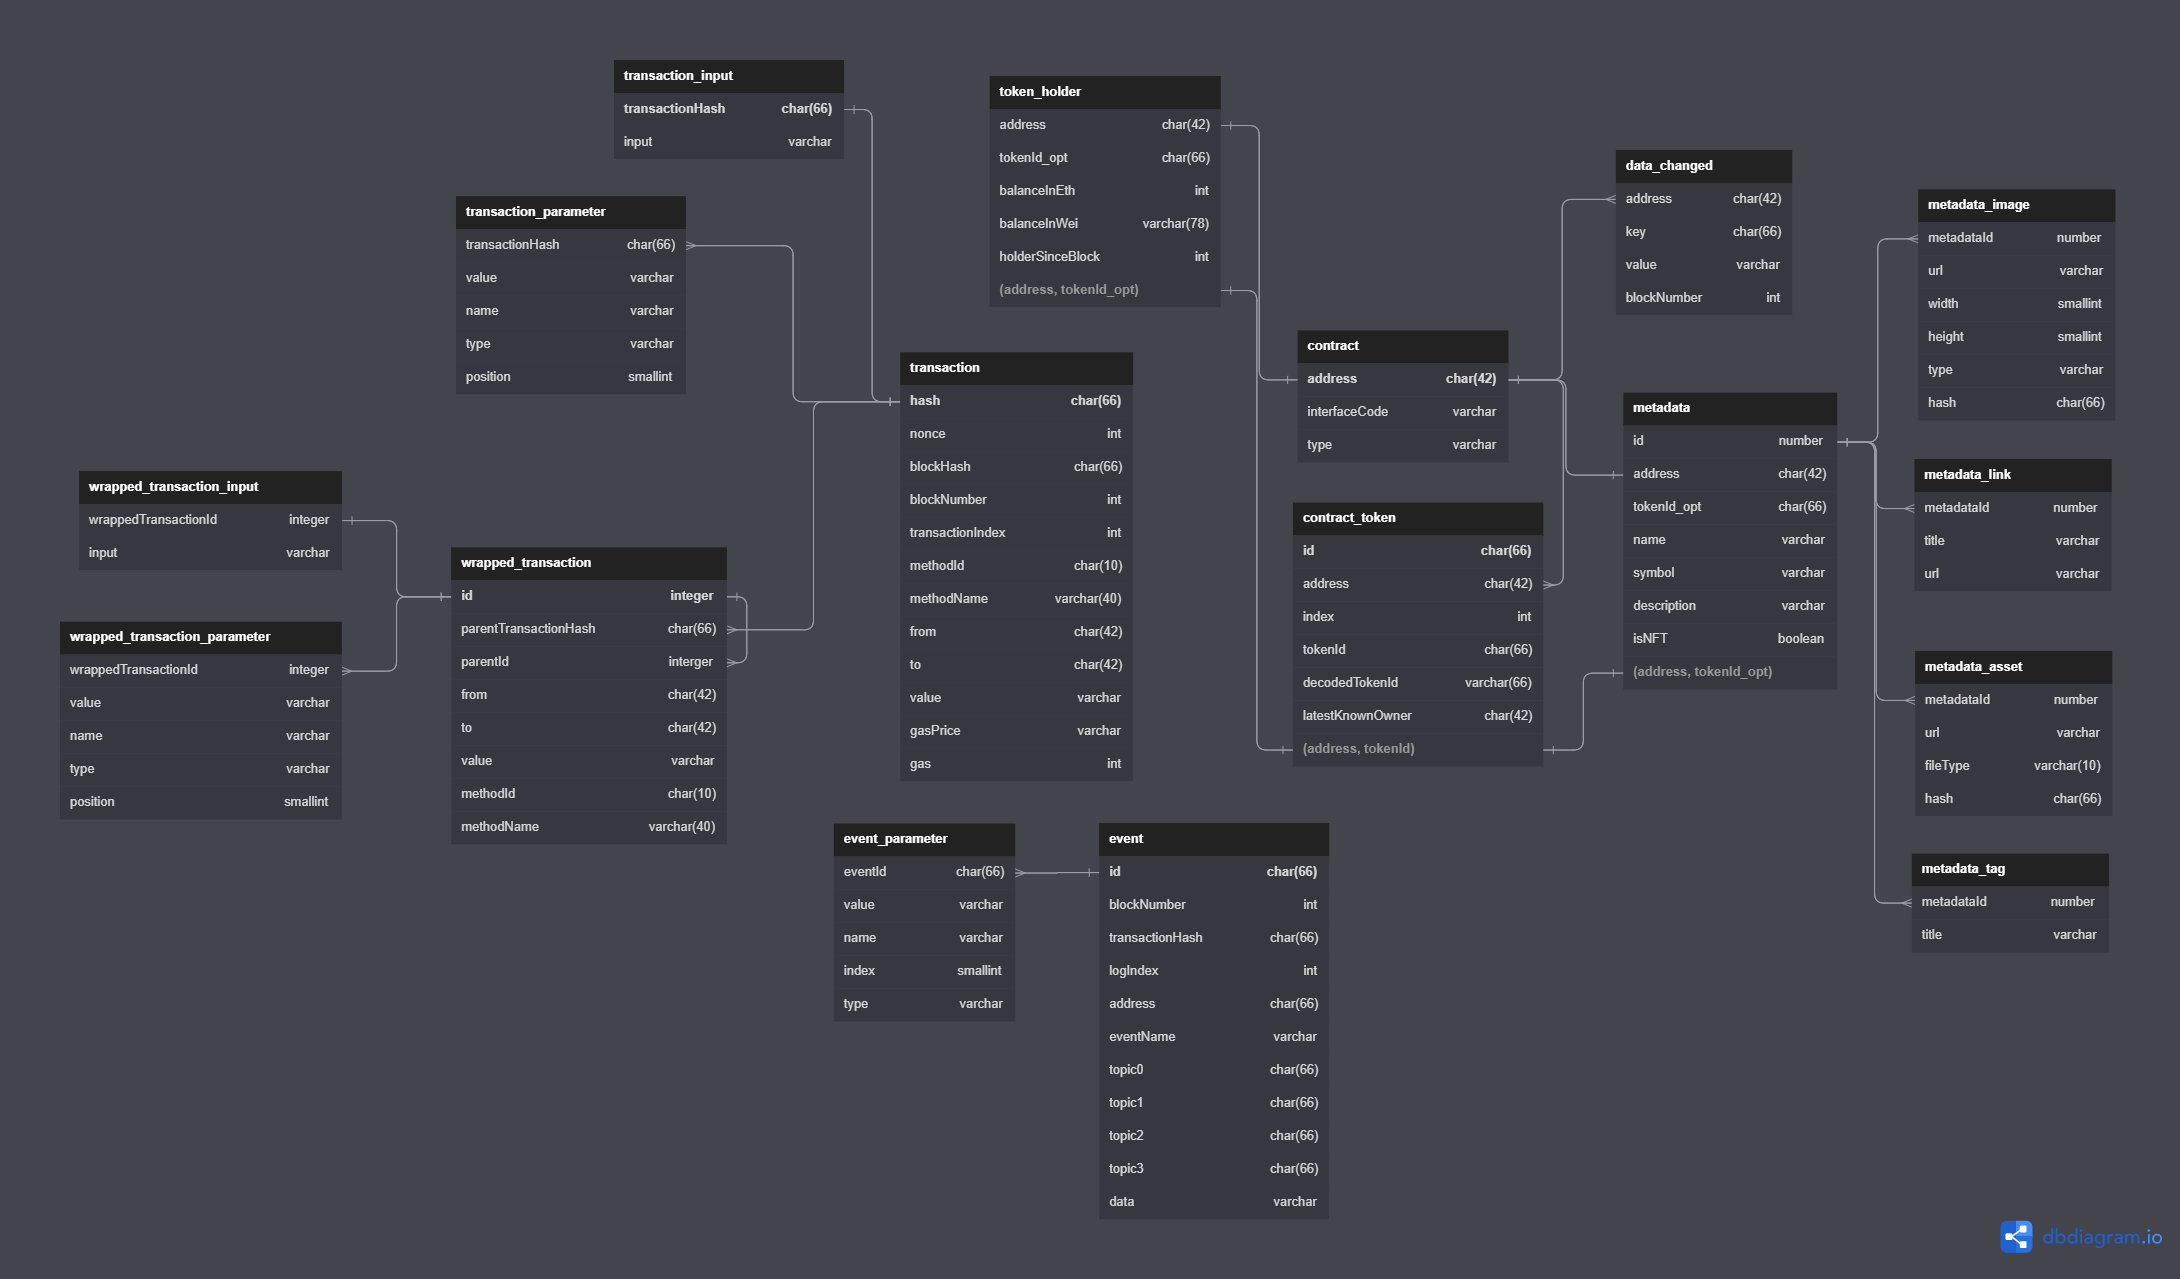 transaction_input
transactionHash char(66)
input varchar
token_holder
address char(42)
tokenId_opt char(66)
balanceInEth int
balanceInWei varchar(78)
holderSinceBlock int
(address, tokenId_opt)
data_changed
address char(42)
key char(66)
value varchar
blockNumber int
metadata_image
metadataId number
url varchar
width smallint
height smallint
type varchar
hash char(66)
transaction_parameter
transactionHash char(66)
value varchar
name varchar
type varchar
position smallint
contract
address char(42)
interfaceCode varchar
type varchar
transaction
hash char(66)
nonce int
blockHash char(66)
blockNumber int
transactionIndex int
methodId char(10)
methodName varchar(40)
from char(42)
to char(42)
value varchar
gasPrice varchar
gas int
metadata
id number
address char(42)
tokenId_opt char(66)
name varchar
symbol varchar
description varchar
isNFT boolean
(address, tokenId_opt)
metadata_link
metadataId number
title varchar
url varchar
wrapped_transaction_input
wrappedTransactionId integer
input varchar
contract_token
id char(66)
address char(42)
index int
tokenId char(66)
decodedTokenId varchar(66)
latestKnownOwner char(42)
(address, tokenId)
wrapped_transaction
id integer
parentTransactionHash char(66)
parentId interger
from char(42)
to char(42)
value varchar
methodId char(10)
methodName varchar(40)
wrapped_transaction_parameter
wrappedTransactionId integer
value varchar
name varchar
type varchar
position smallint
metadata_asset
metadataId number
url varchar
fileType varchar(10)
hash char(66)
event_parameter
eventId char(66)
value varchar
name varchar
index smallint
type varchar
event
id char(66)
blockNumber int
transactionHash char(66)
logIndex int
address char(66)
eventName varchar
topic0 char(66)
topic1 char(66)
topic2 char(66)
topic3 char(66)
data varchar
metadata_tag
metadataId number
title varchar
dbdiagram.io